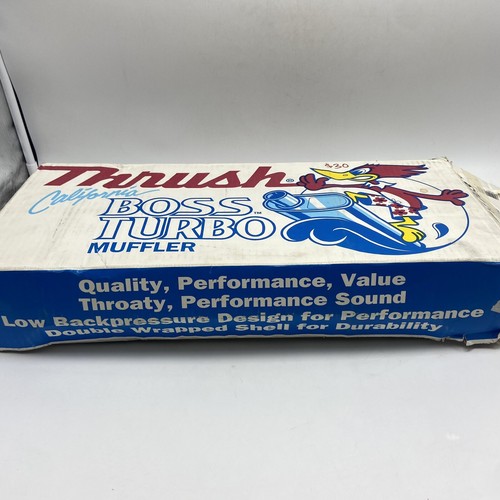 Thrush®
$30
California
BOSS
TURBO™
MUFFLER
Quality, Performance, Value
Throaty, Performance Sound
Low Backpressure Design for Performance
Double Wrapped Shell for Durability